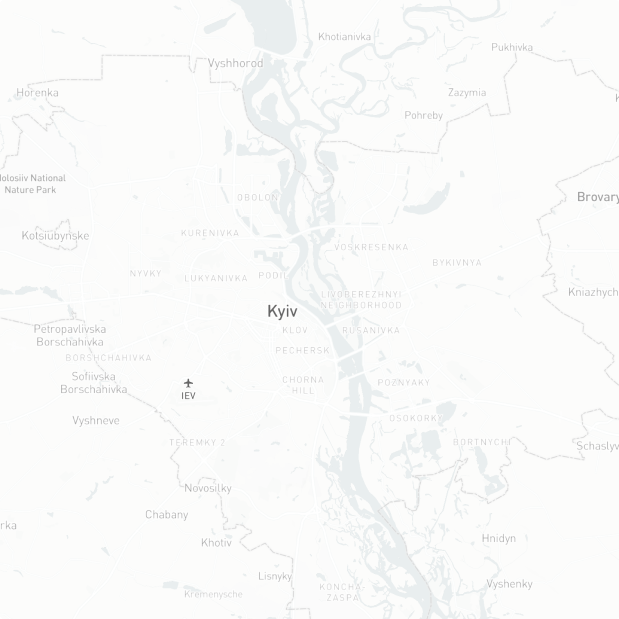 Khotianivka
Pukhivka
Vyshhorod
Horenka
Zazymia
Pohreby
Holosiiv National
Nature Park
OBOLON
Brovary
KURENIVKA
Kotsiubynske
VOSKRESENKA
BYKIVNYA
NYVKY
LUKYANIVKA
PODIL
LIVOBEREZHNYI
NEIGHBORHOOD
Kniazhych
Kyiv
Petropavlivska
Borschahivka
KLOV
RUSANIVKA
BORSHCHAHIVKA
PECHERSK
Sofiivska
Borschahivka
CHORNA
HILL
POZNYAKY
IEV
Vyshneve
OSOKORKY
TEREMKY 2
BORTNYCHI
Schaslyv
Novosilky
Chabany
rka
Khotiv
Hnidyn
Lisnyky
Vyshenky
KONCHA-
ZASPA
Kremenysche